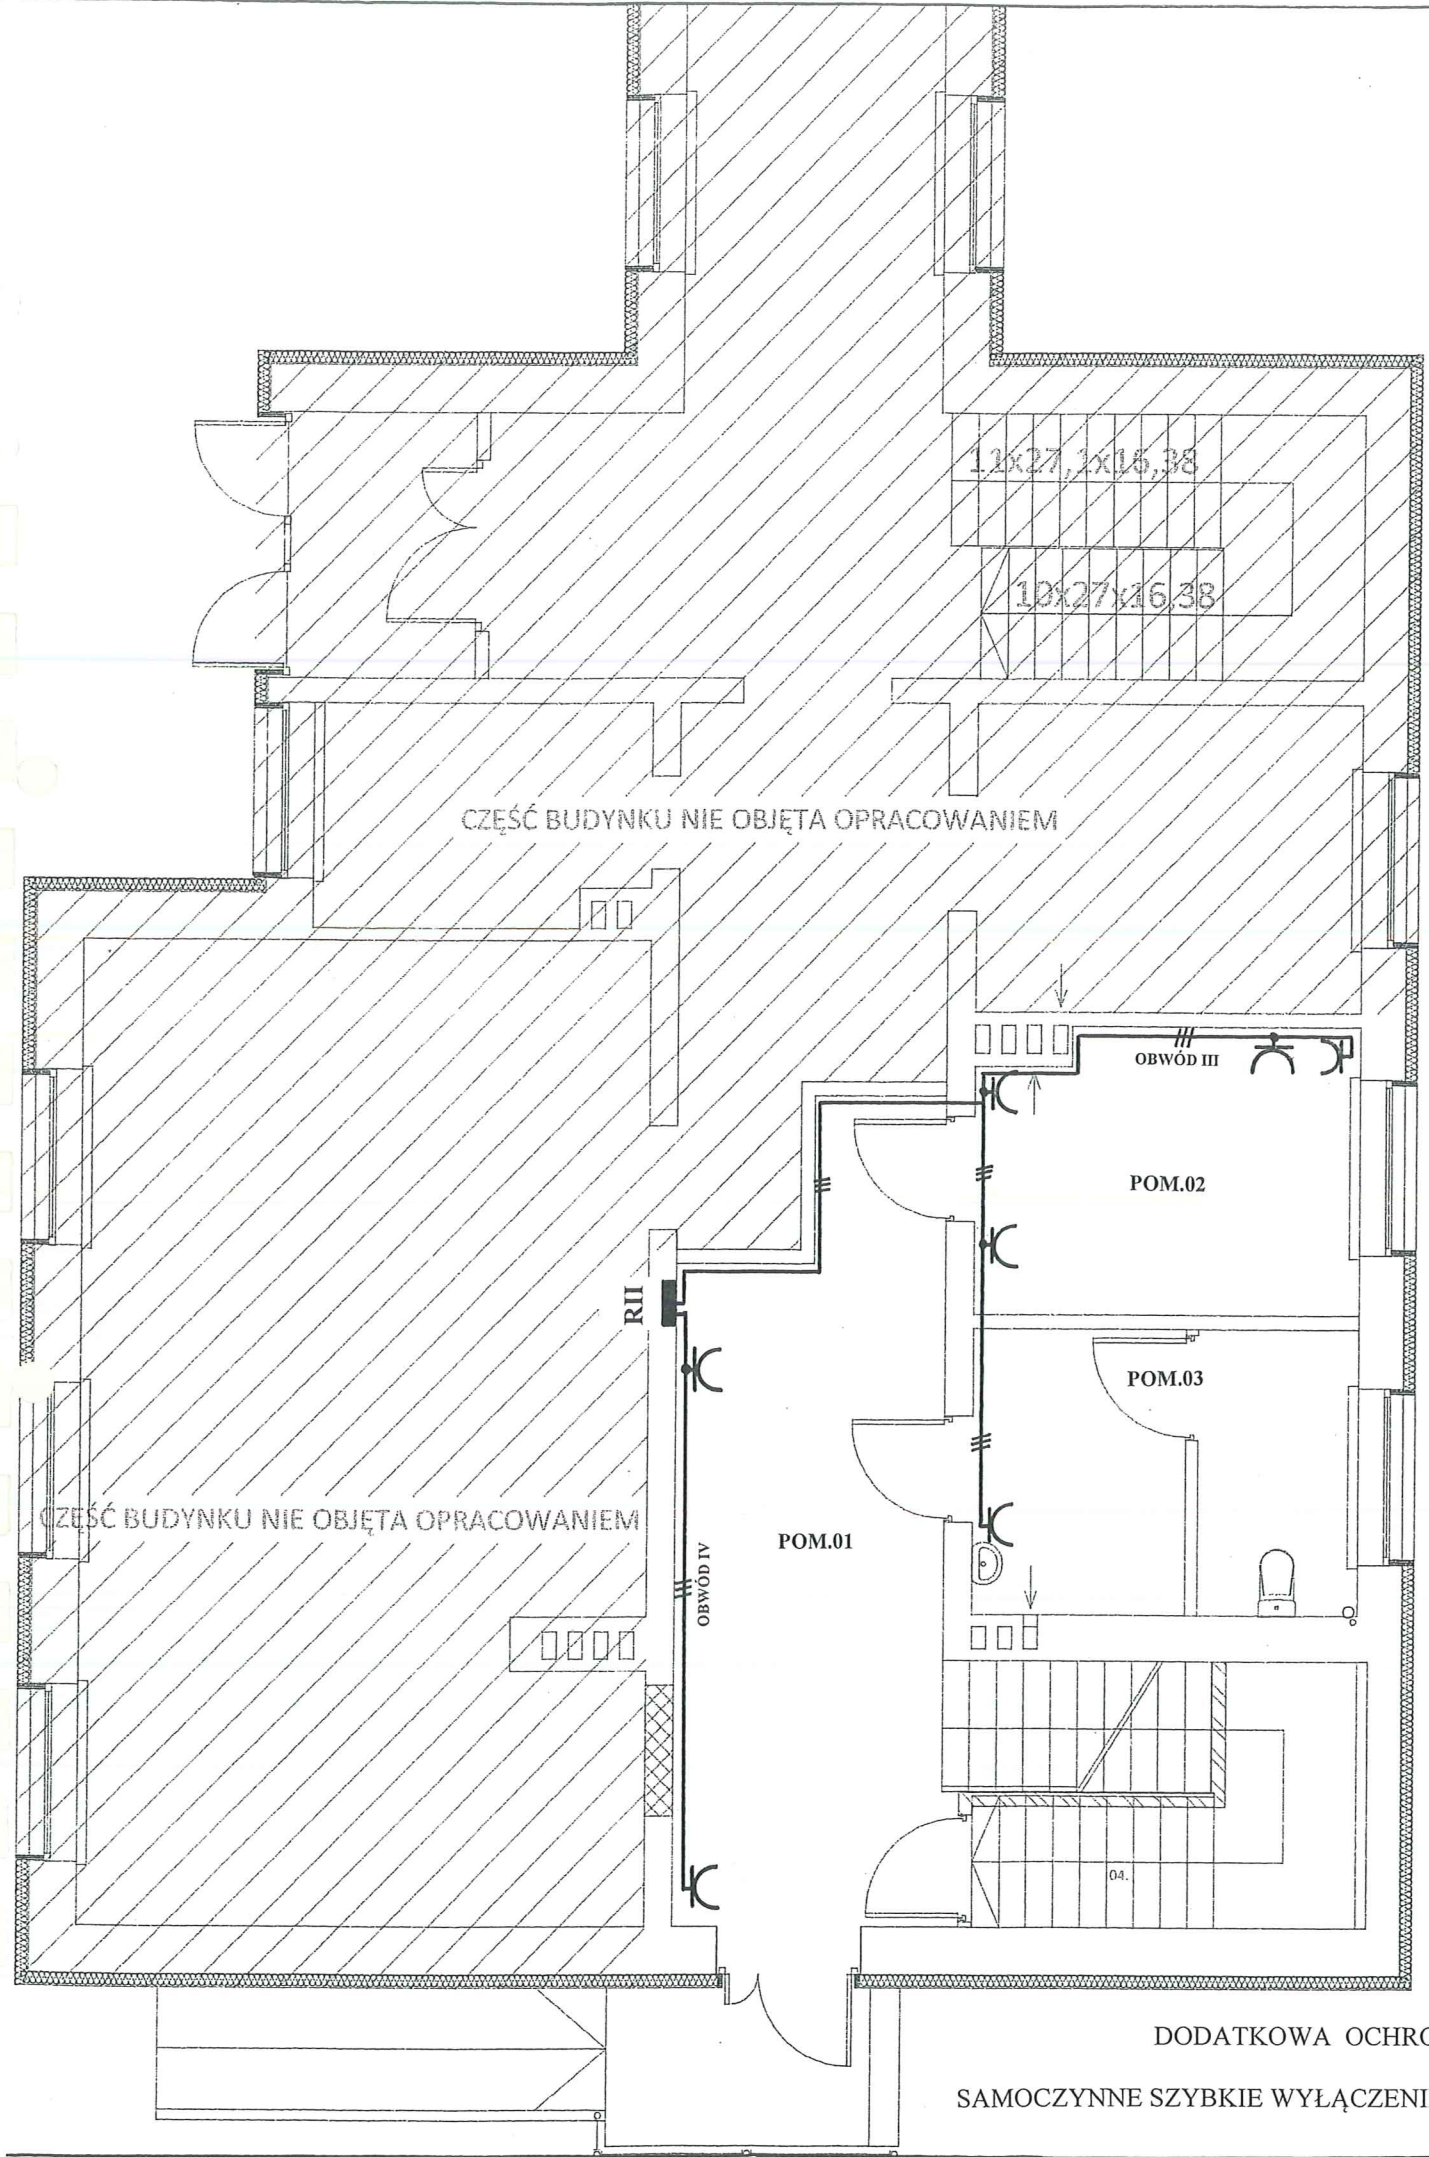 11x27,1x16,38
10x27x16,38
CZĘŚĆ BUDYNKU NIE OBJĘTA OPRACOWANIEM
OBWÓD III
POM.02
RII
POM.03
CZĘŚĆ BUDYNKU NIE OBJĘTA OPRACOWANIEM
OBWÓD IV
POM.01
04.
DODATKOWA OCHRO
SAMOCZYNNE SZYBKIE WYŁĄCZENI